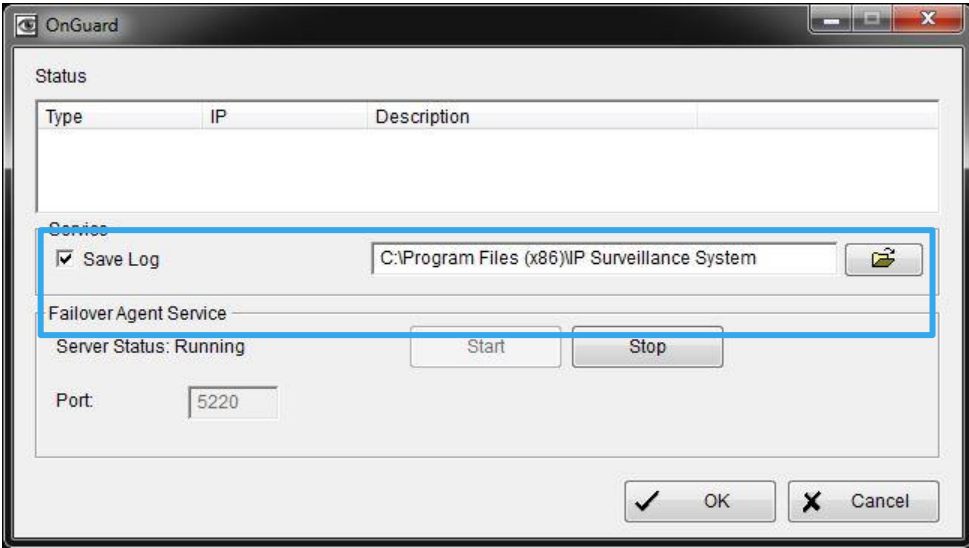 OnGuard
Status
Type IP Description
Service
Save Log C:\Program Files (x86)\IP Surveillance System
Failover Agent Service
Server Status: Running Start Stop
Port: 5220
OK Cancel